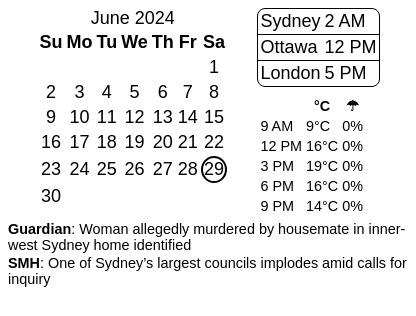 June 2024
Su Mo Tu We Th Fr Sa
1
2 3 4 5 6 7 8
9 10 11 12 13 14 15
16 17 18 19 20 21 22
23 24 25 26 27 28 29
30
Sydney 2 AM
Ottawa 12 PM
London 5 PM
°C ☂
9 AM 9°C 0%
12 PM 16°C 0%
3 PM 19°C 0%
6 PM 16°C 0%
9 PM 14°C 0%
Guardian: Woman allegedly murdered by housemate in inner-
west Sydney home identified
SMH: One of Sydney’s largest councils implodes amid calls for
inquiry